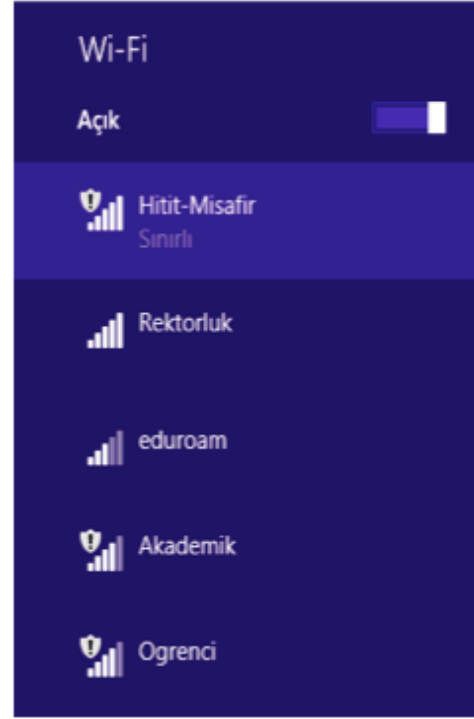 Wi-Fi
Açık
Hitit-Misafir
Sınırlı
Rektorluk
eduroam
Akademik
Ogrenci